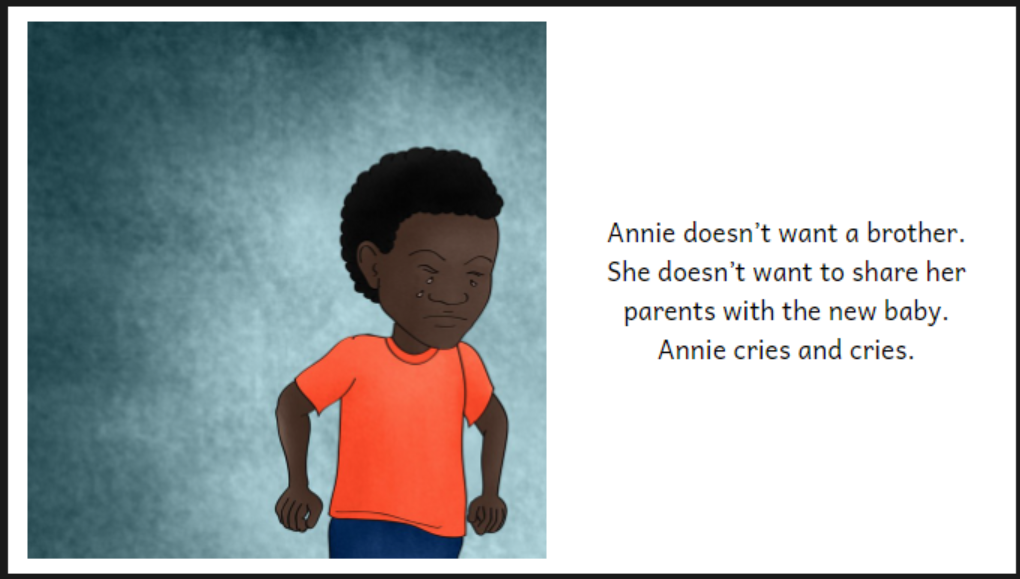 Annie doesn’t want a brother.
She doesn’t want to share her
parents with the new baby.
Annie cries and cries.